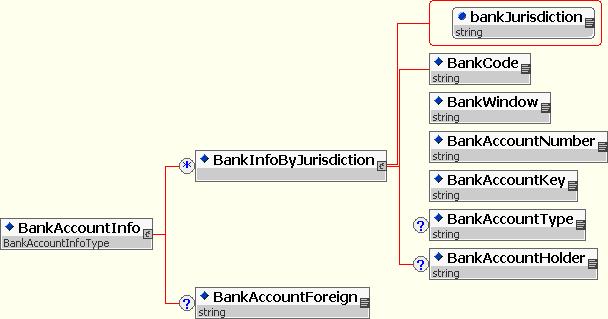 bankJurisdiction
string
BankCode
string
BankWindow
string
BankInfoByJurisdiction
BankAccountNumber
string
BankAccountKey
string
BankAccountInfo
BankAccountInfoType
? BankAccountType
string
? BankAccountHolder
string
? BankAccountForeign
string